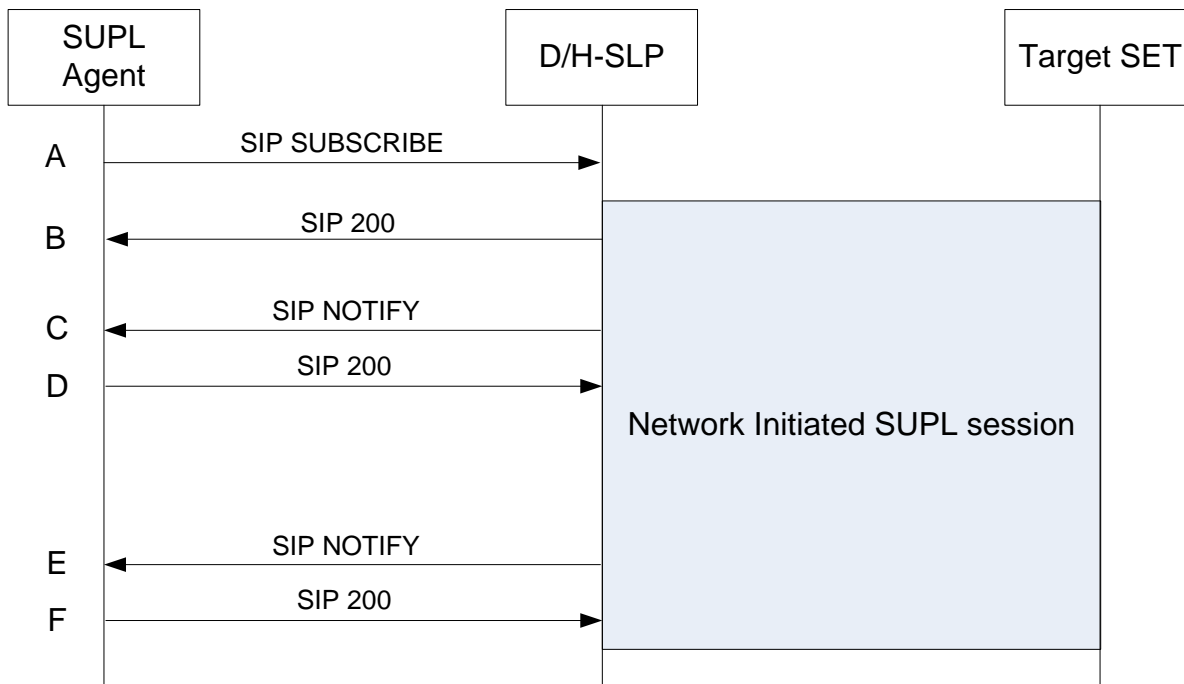 SUPL
Agent
D/H-SLP
Target SET
A
SIP SUBSCRIBE
B
SIP 200
C
SIP NOTIFY
D
SIP 200
Network Initiated SUPL session
E
SIP NOTIFY
F
SIP 200